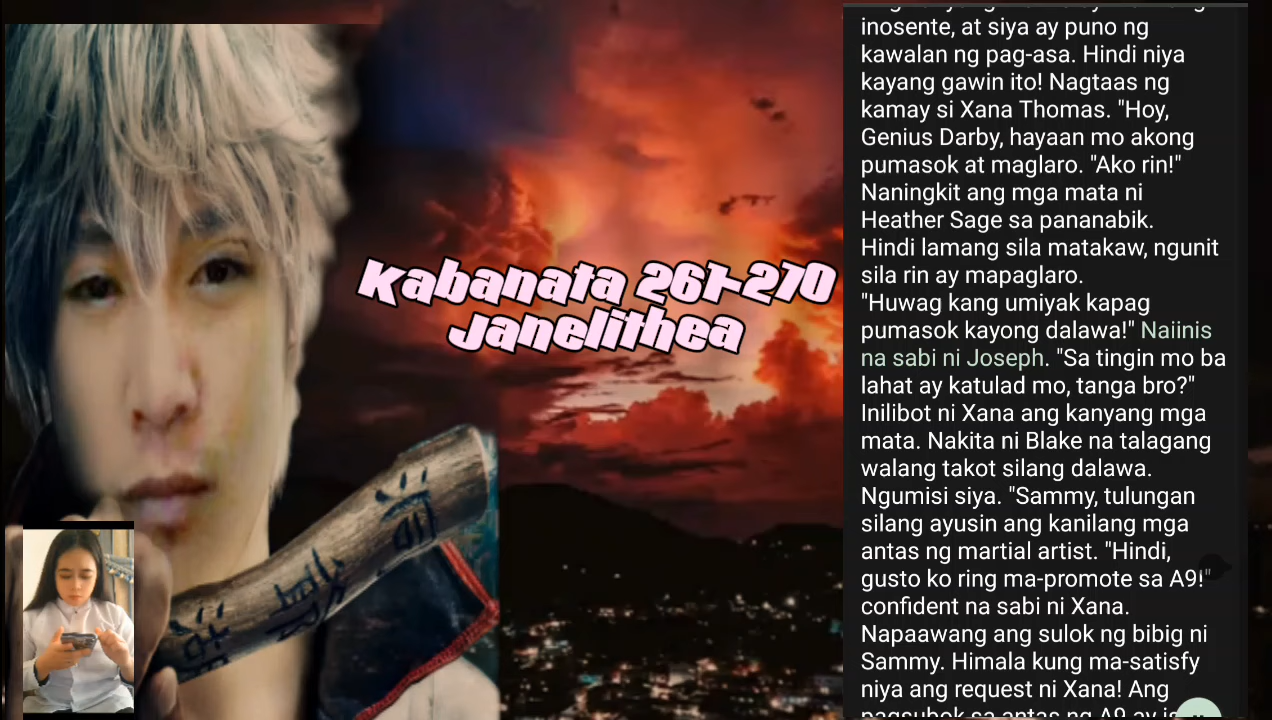 Kabanata 261-270
Janelithea
inosente, at siya ay puno ng
kawalan ng pag-asa. Hindi niya
kayang gawin ito! Nagtaas ng
kamay si Xana Thomas. "Hoy,
Genius Darby, hayaan mo akong
pumasok at maglaro. "Ako rin!"
Naningkit ang mga mata ni
Heather Sage sa pananabik.
Hindi lamang sila matakaw, ngunit
sila rin ay mapaglaro.
"Huwag kang umiyak kapag
pumasok kayong dalawa!" Naiinis
na sabi ni Joseph. "Sa tingin mo ba
lahat ay katulad mo, tanga bro?"
Inilibot ni Xana ang kanyang mga
mata. Nakita ni Blake na talagang
walang takot silang dalawa.
Ngumisi siya. "Sammy, tulungan
silang ayusin ang kanilang mga
antas ng martial artist. "Hindi,
gusto ko ring ma-promote sa A9!"
confident na sabi ni Xana.
Napaawang ang sulok ng bibig ni
Sammy. Himala kung ma-satisfy
niya ang request ni Xana! Ang
pagsubok sa antas ng A9 ay